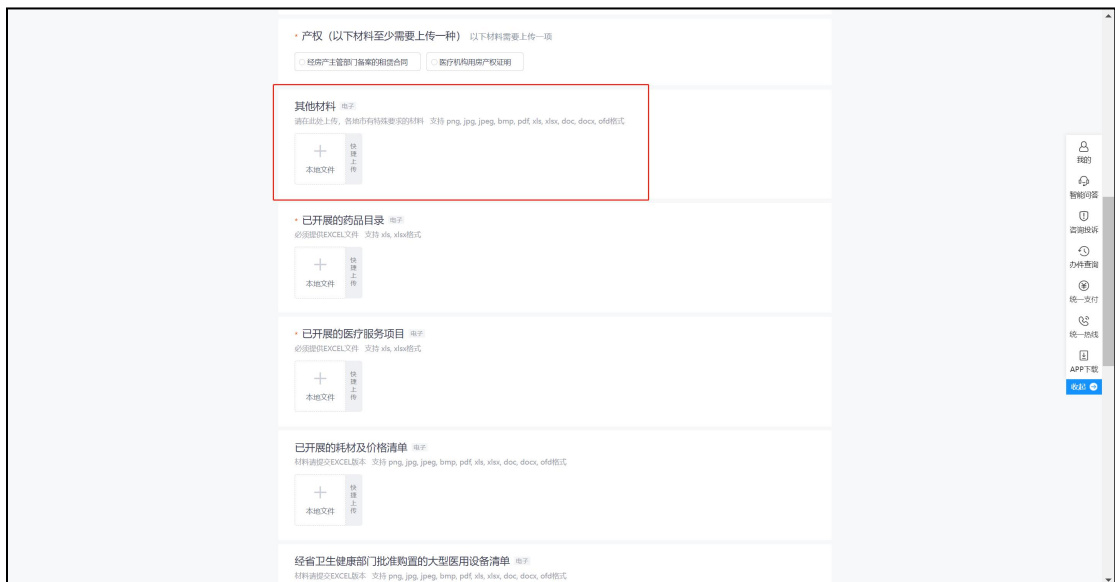 * 产权（以下材料至少需要上传一种） 以下材料需要上传一项
经房产主管部门备案的租赁合同 医疗机构用房产权证明
其他材料 电子
请在此处上传，各地市有特殊要求的材料 支持 png, jpg, jpeg, bmp, pdf, xls, xlsx, doc, docx, ofd格式
本地文件
快捷上传
* 已开展的药品目录 电子
必须提供EXCEL文件 支持 xls, xlsx格式
本地文件
快捷上传
* 已开展的医疗服务项目 电子
必须提供EXCEL文件 支持 xls, xlsx格式
本地文件
快捷上传
已开展的耗材及价格清单 电子
材料请提交EXCEL版本 支持 png, jpg, jpeg, bmp, pdf, xls, xlsx, doc, docx, ofd格式
本地文件
快捷上传
经省卫生健康部门批准购置的大型医用设备清单 电子
材料请提交EXCEL版本 支持 png, jpg, jpeg, bmp, pdf, xls, xlsx, doc, docx, ofd格式
我的
智能问答
咨询投诉
办件查询
统一支付
统一热线
APP下载
收起